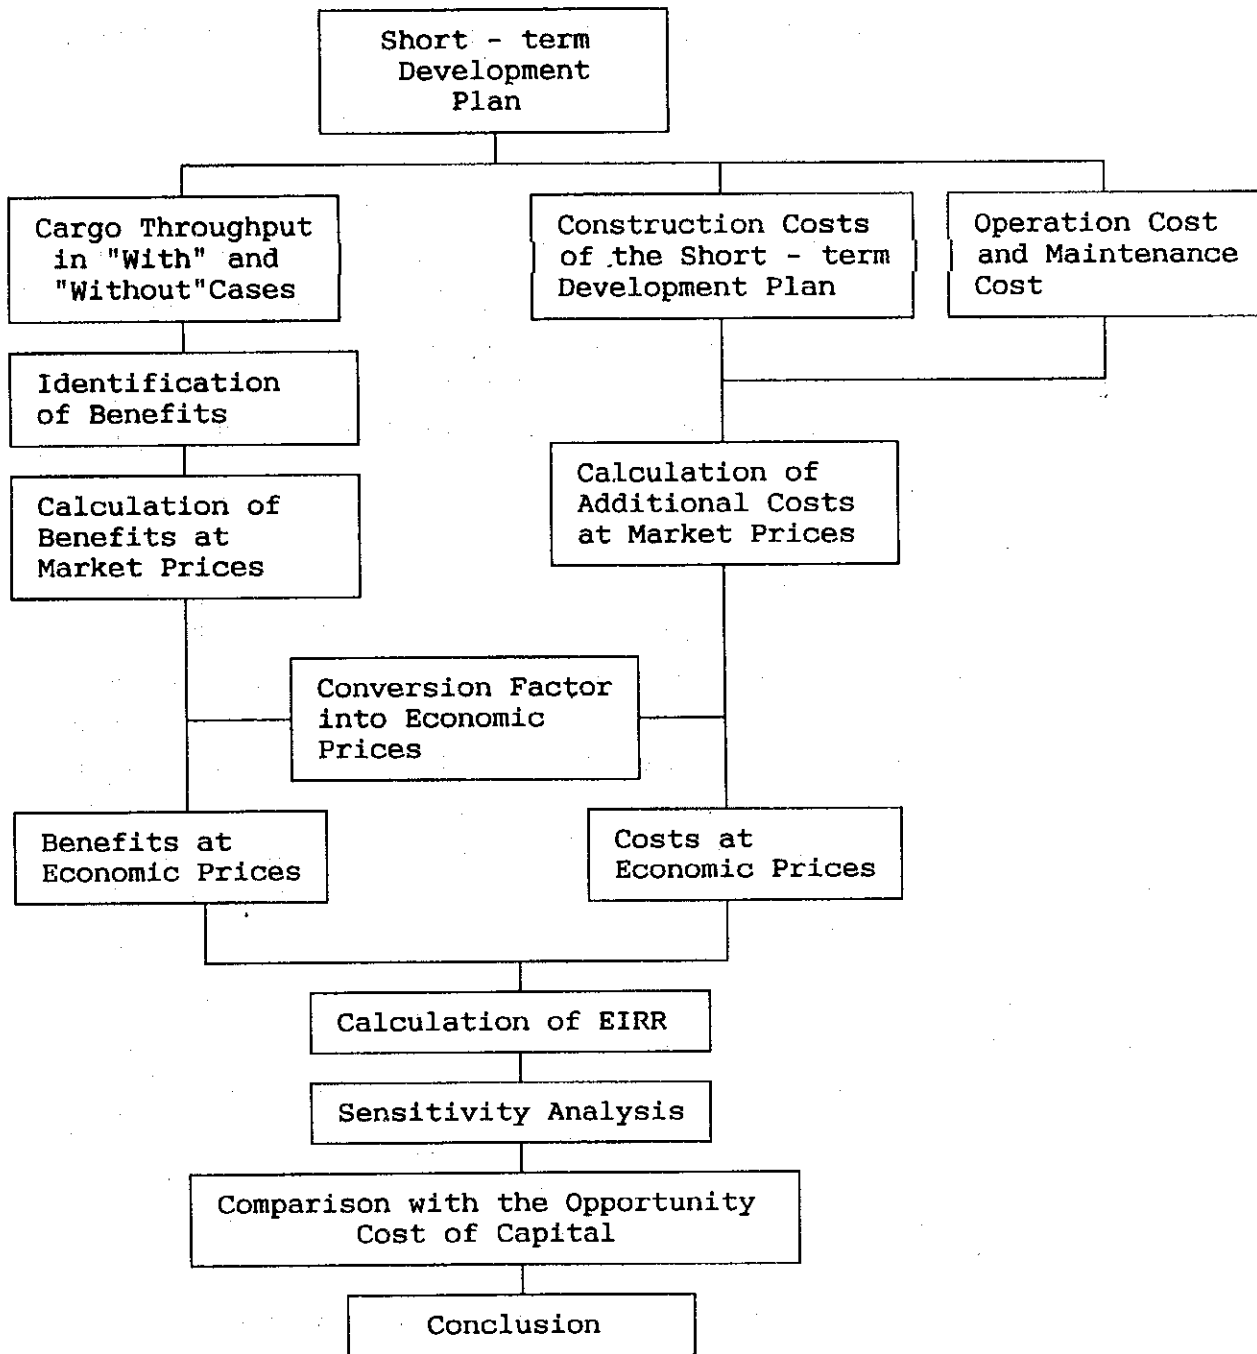 Short - term
Development
Plan
Cargo Throughput
in "With" and
"Without"Cases
Construction Costs
of the Short - term
Development Plan
Operation Cost
and Maintenance
Cost
Identification
of Benefits
Calculation of
Benefits at
Market Prices
Calculation of
Additional Costs
at Market Prices
Conversion Factor
into Economic
Prices
Benefits at
Economic Prices
Costs at
Economic Prices
Calculation of EIRR
Sensitivity Analysis
Comparison with the Opportunity
Cost of Capital
Conclusion